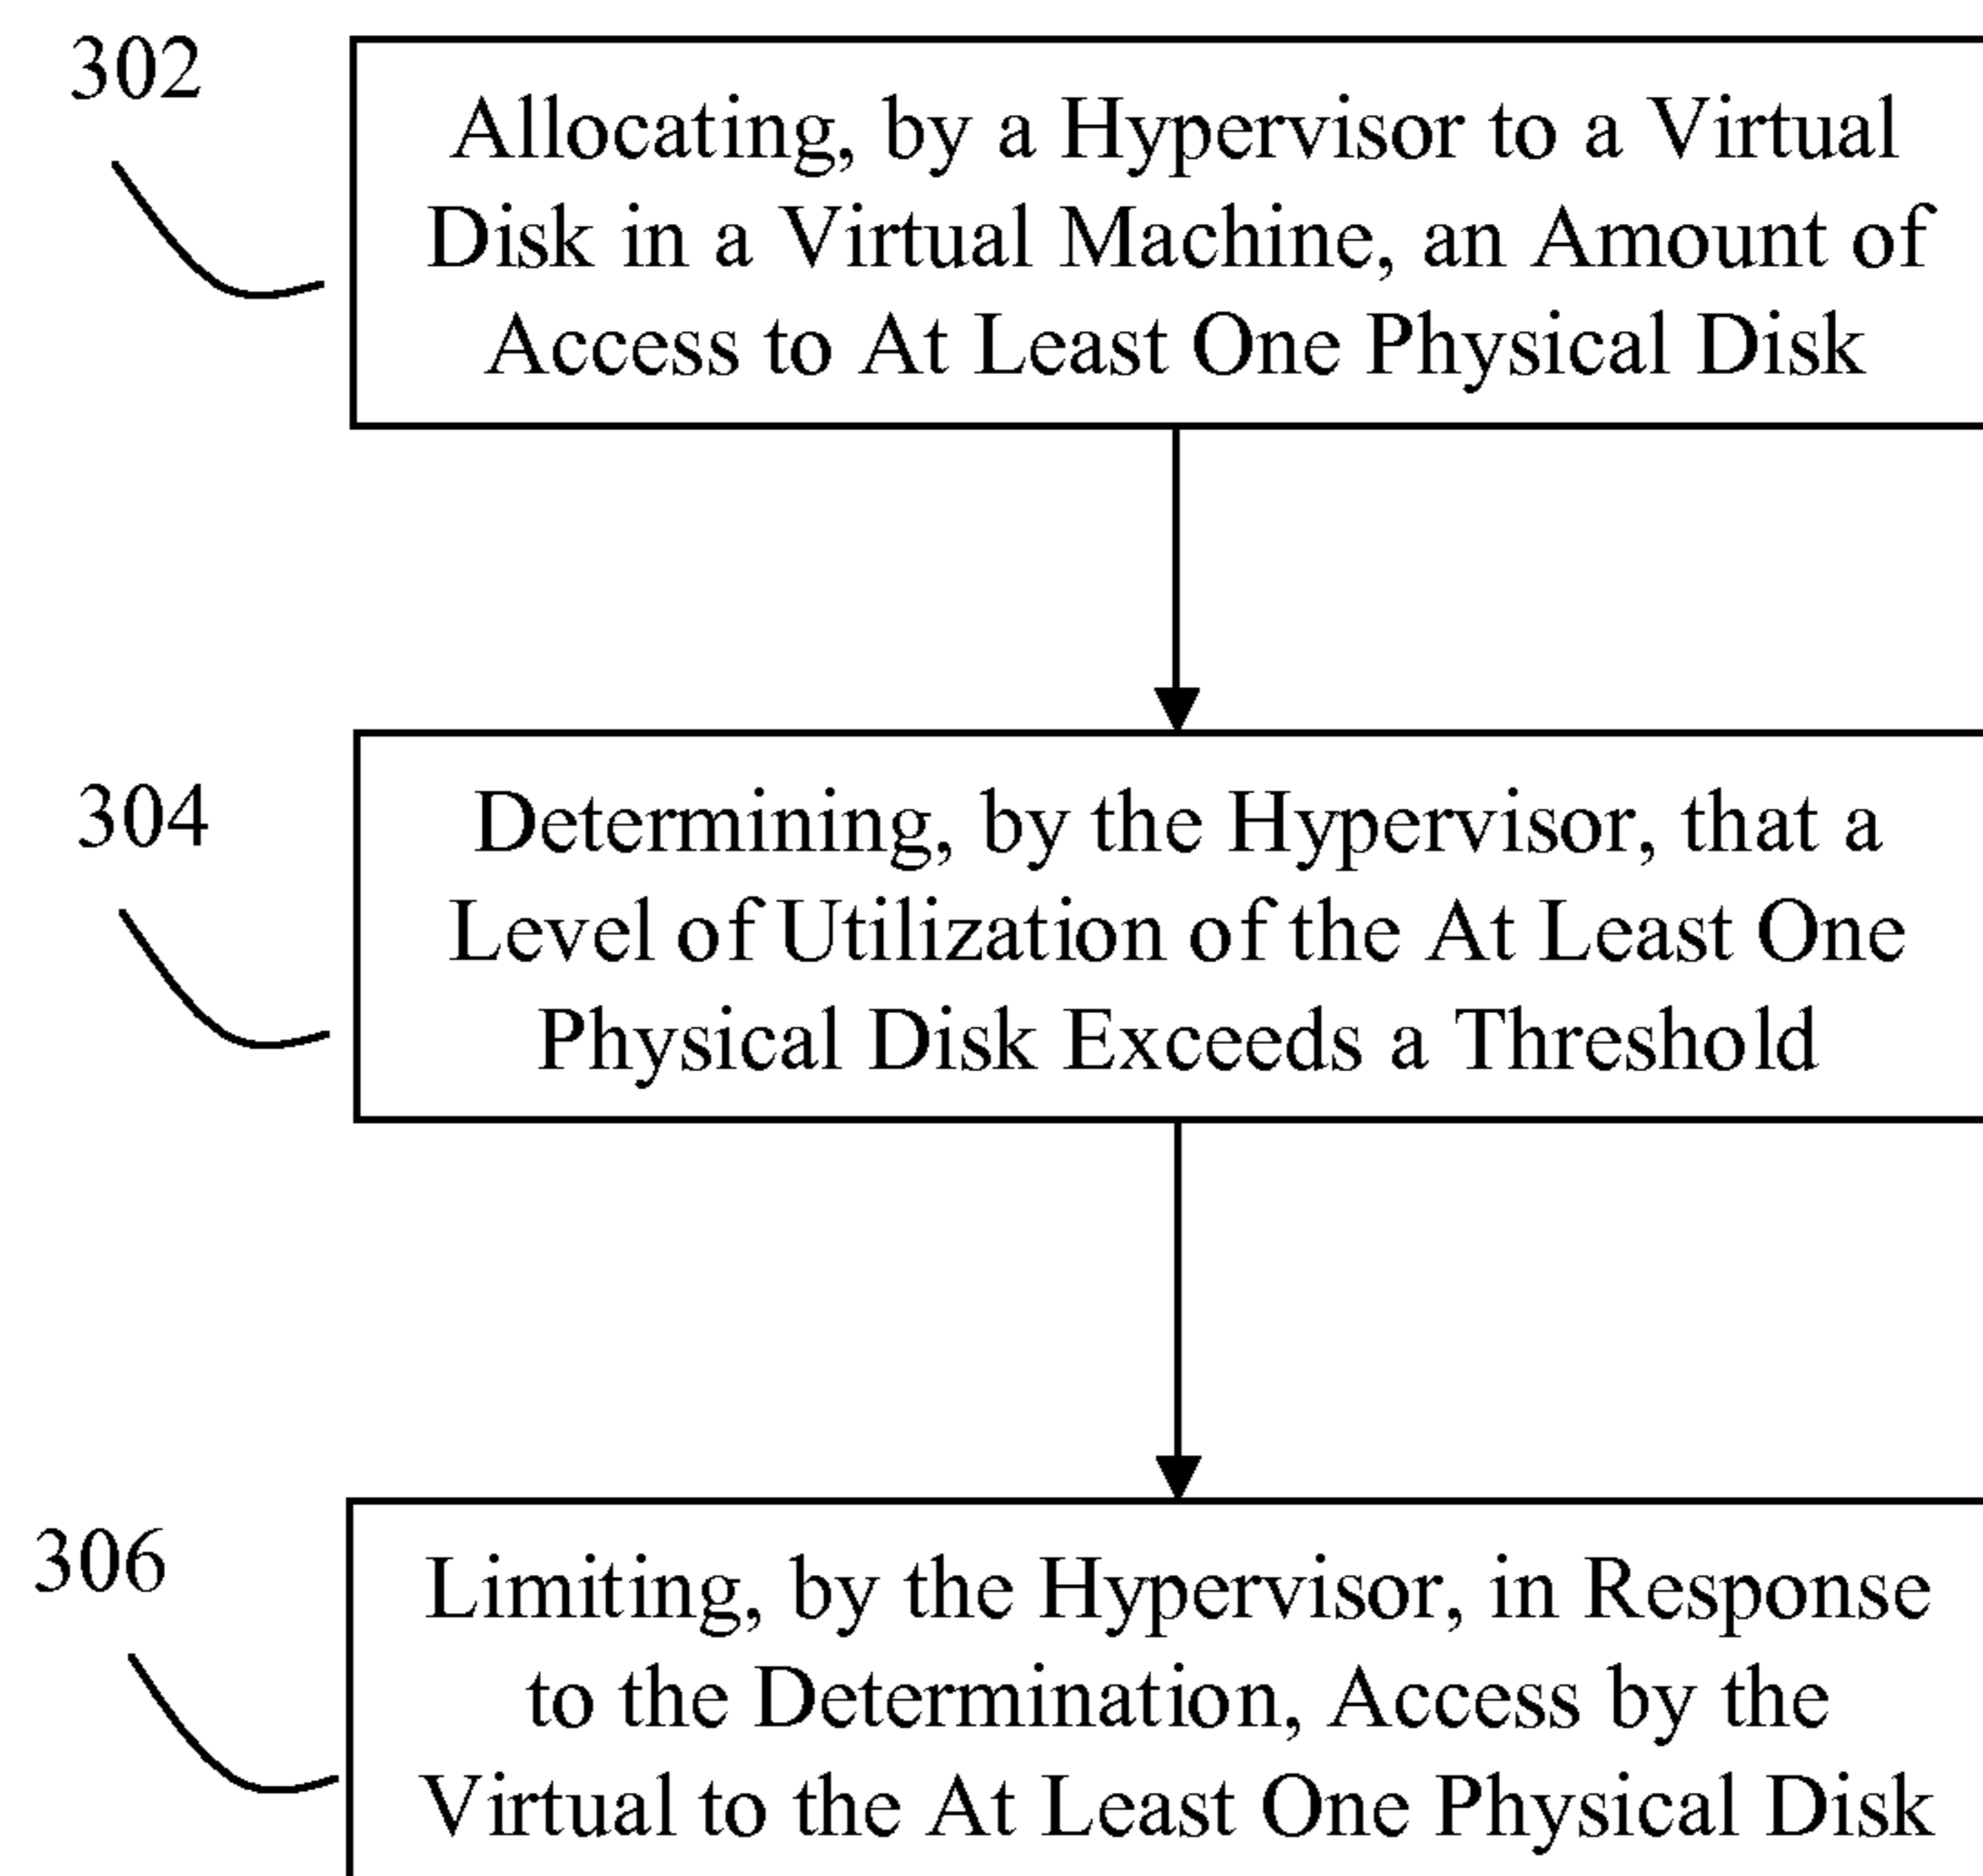 302
Allocating, by a Hypervisor to a Virtual
Disk in a Virtual Machine, an Amount of
Access to At Least One Physical Disk
304
Determining, by the Hypervisor, that a
Level of Utilization of the At Least One
Physical Disk Exceeds a Threshold
306
Limiting, by the Hypervisor, in Response
to the Determination, Access by the
Virtual to the At Least One Physical Disk